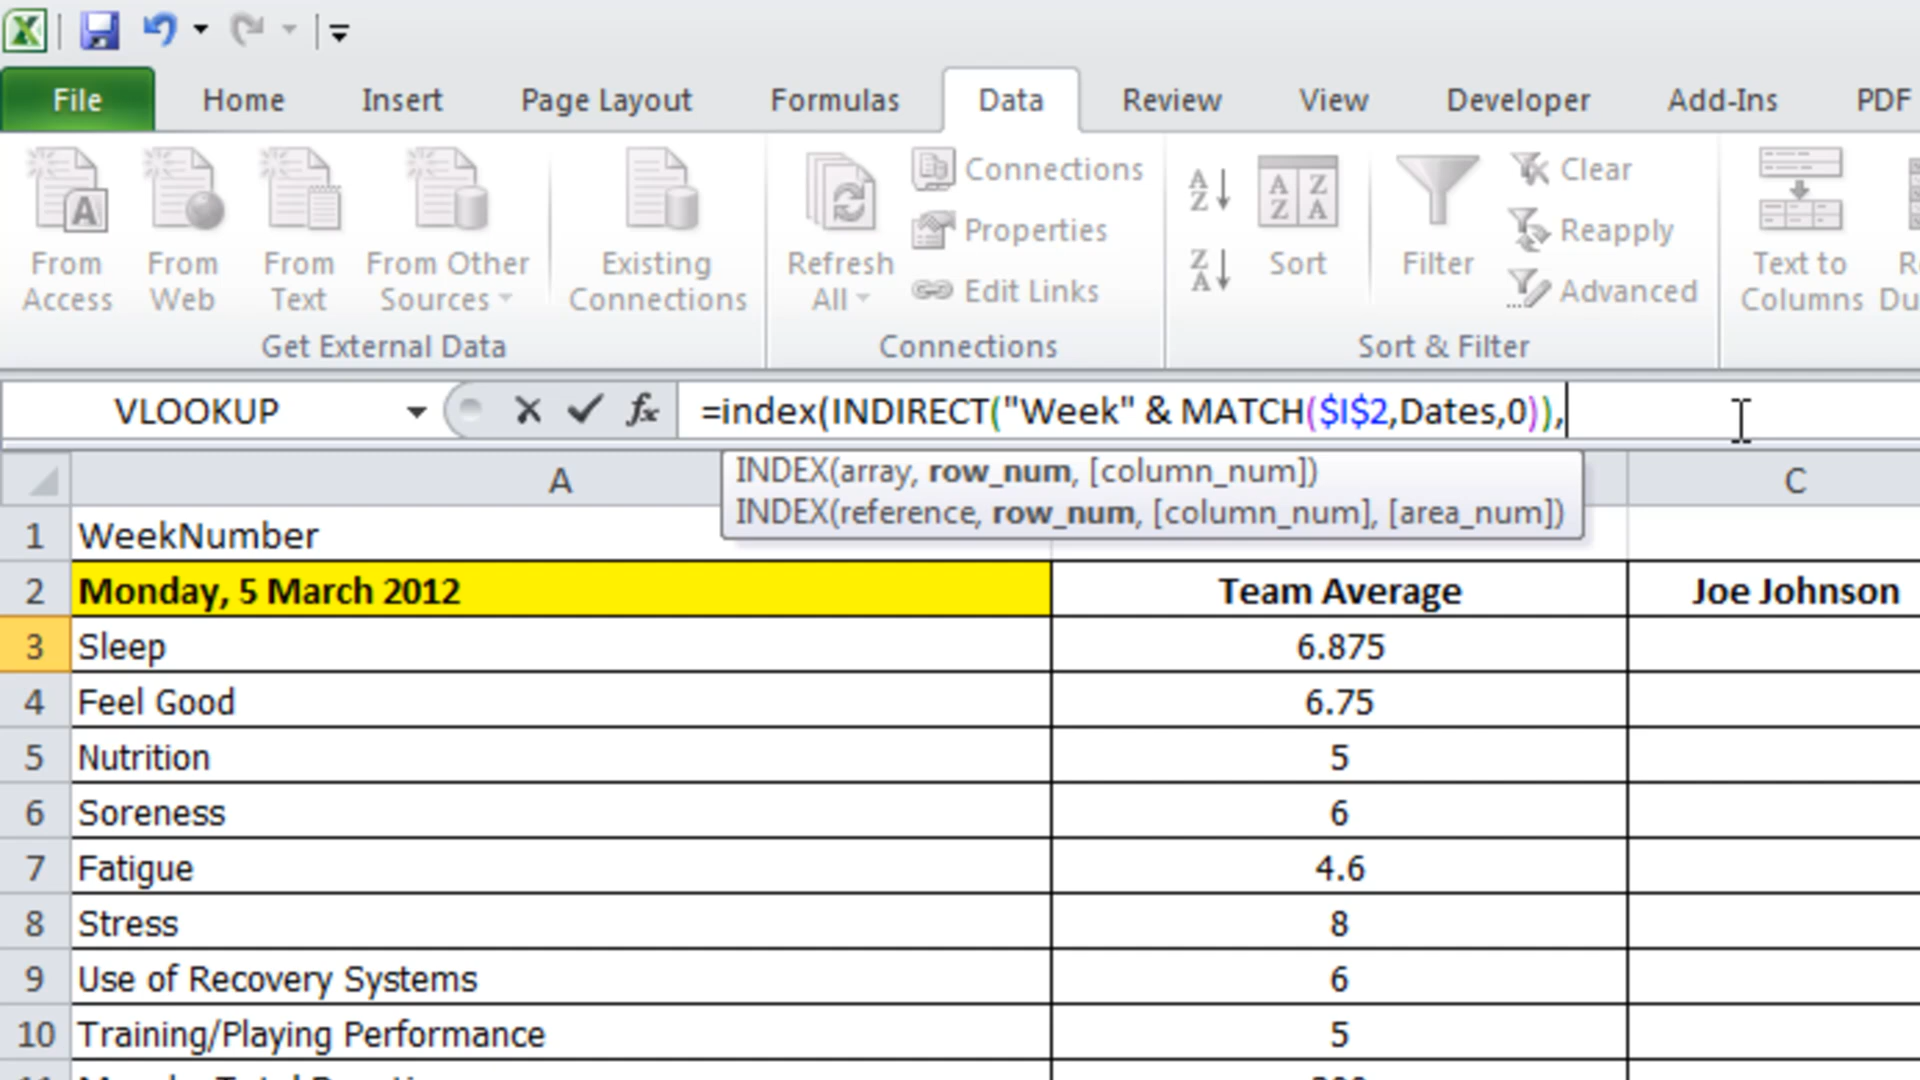 File Home Insert Page Layout Formulas Data Review View Developer Add-Ins PDF
From Access
From Web
From Text
From Other Sources
Existing Connections
Get External Data
Refresh All
Connections
Properties
Edit Links
Connections
A Z
Z A
A Z Z A
Sort
Filter
Clear
Reapply
Advanced
Sort & Filter
Text to Columns
VLOOKUP fx =index(INDIRECT("Week" & MATCH($I$2,Dates,0)),
INDEX(array, row_num, [column_num])
INDEX(reference, row_num, [column_num], [area_num])
A C
1 WeekNumber
2 Monday, 5 March 2012 Team Average Joe Johnson
3 Sleep 6.875
4 Feel Good 6.75
5 Nutrition 5
6 Soreness 6
7 Fatigue 4.6
8 Stress 8
9 Use of Recovery Systems 6
10 Training/Playing Performance 5